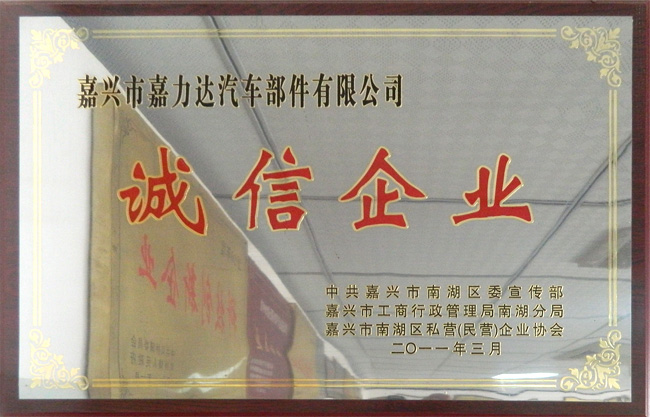 嘉兴市嘉力达汽车部件有限公司
诚信企业
中共嘉兴市南湖区委宣传部
嘉兴市工商行政管理局南湖分局
嘉兴市南湖区私营(民营)企业协会
二〇一一年三月